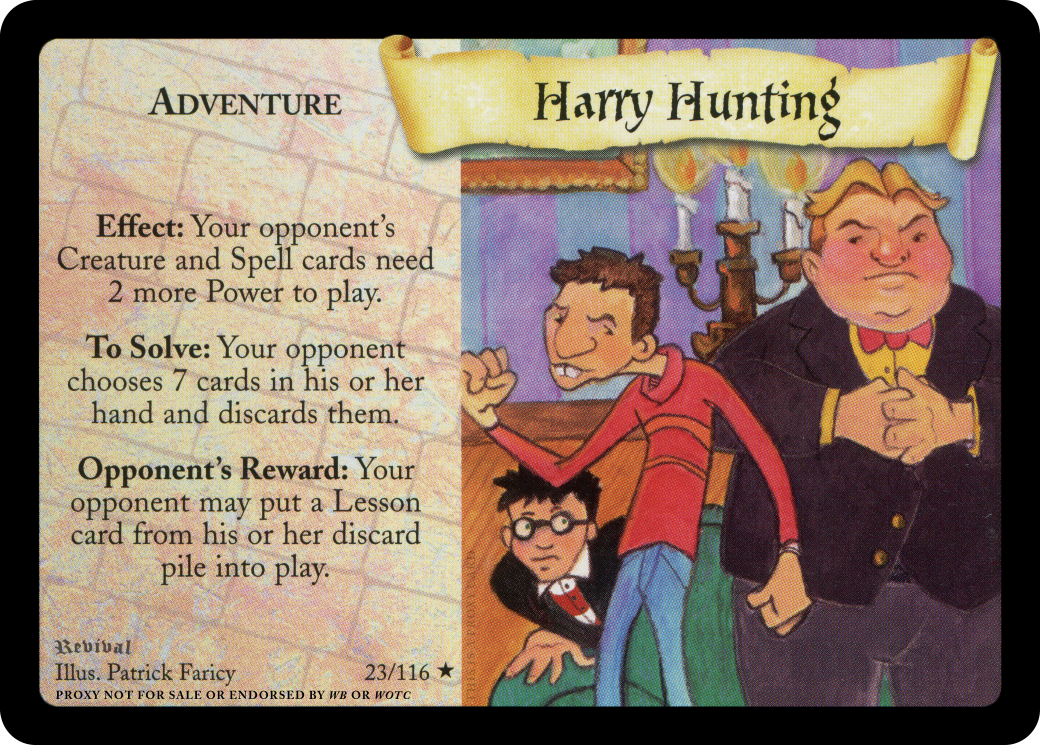 Harry Hunting
ADVENTURE
Effect: Your opponent's
Creature and Spell cards need
2 more Power to play.
To Solve: Your opponent
chooses 7 cards in his or her
hand and discards them.
Opponent's Reward: Your
opponent may put a Lesson
card from his or her discard
pile into play.
Revival
Illus. Patrick Faricy 23/116 ★
PROXY NOT FOR SALE OR ENDORSED BY WB OR WOTC